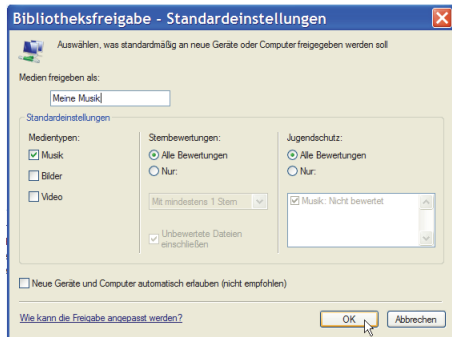 Bibliotheksfreigabe - Standardeinstellungen
Auswählen, was standardmäßig an neue Geräte oder Computer freigegeben werden soll
Medien freigeben als:
Meine Musik
Standardeinstellungen
Medientypen:
Musik
Bilder
Video
Sternbewertungen:
Alle Bewertungen
Nur:
Mit mindestens 1 Stern
Unbewertete Dateien
einschließen
Jugendschutz:
Alle Bewertungen
Nur:
Musik: Nicht bewertet
Neue Geräte und Computer automatisch erlauben (nicht empfohlen)
Wie kann die Freigabe angepasst werden?
OK
Abbrechen